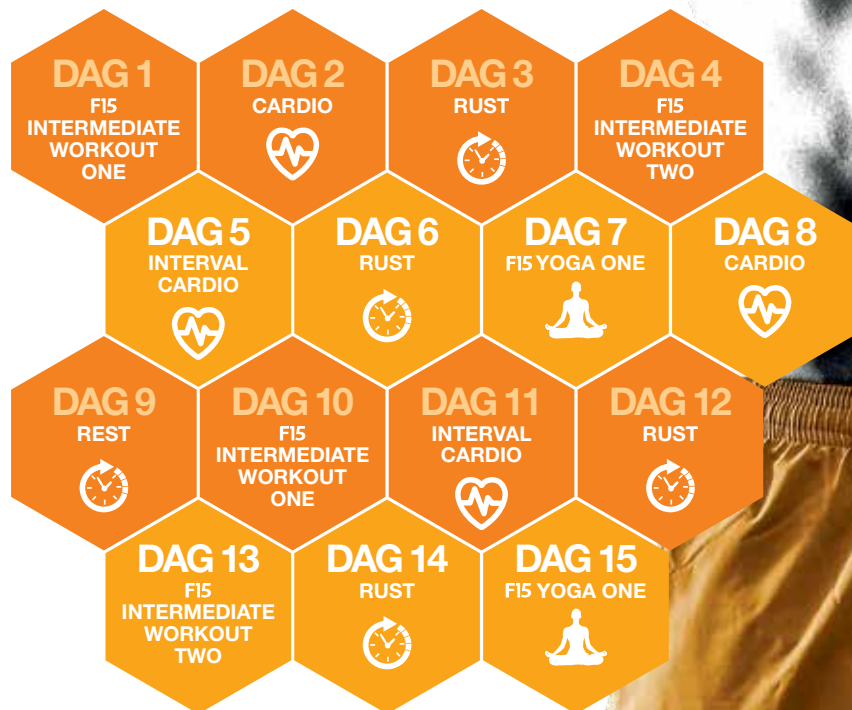 DAG 1
F15
INTERMEDIATE
WORKOUT
ONE
DAG 2
CARDIO
DAG 3
RUST
DAG 4
F15
INTERMEDIATE
WORKOUT
TWO
DAG 5
INTERVAL
CARDIO
DAG 6
RUST
DAG 7
F15 YOGA ONE
DAG 8
CARDIO
DAG 9
REST
DAG 10
F15
INTERMEDIATE
WORKOUT
ONE
DAG 11
INTERVAL
CARDIO
DAG 12
RUST
DAG 13
F15
INTERMEDIATE
WORKOUT
TWO
DAG 14
RUST
DAG 15
F15 YOGA ONE